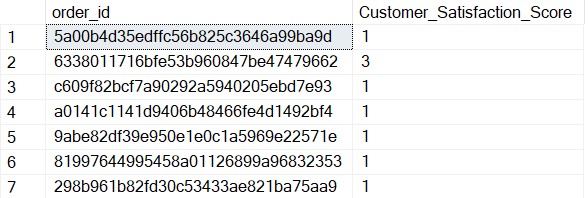 order_id Customer_Satisfaction_Score
1 5a00b4d35edffc56b825c3646a99ba9d 1
2 6338011716bfe53b960847be47479662 3
3 c609f82bcf7a90292a5940205ebd7e93 1
4 a0141c1141d9406b48466fe4d1492bf4 1
5 9abe82df39e950e1e0c1a5969e22571e 1
6 81997644995458a01126899a96832353 1
7 298b961b82fd30c53433ae821ba75aa9 1